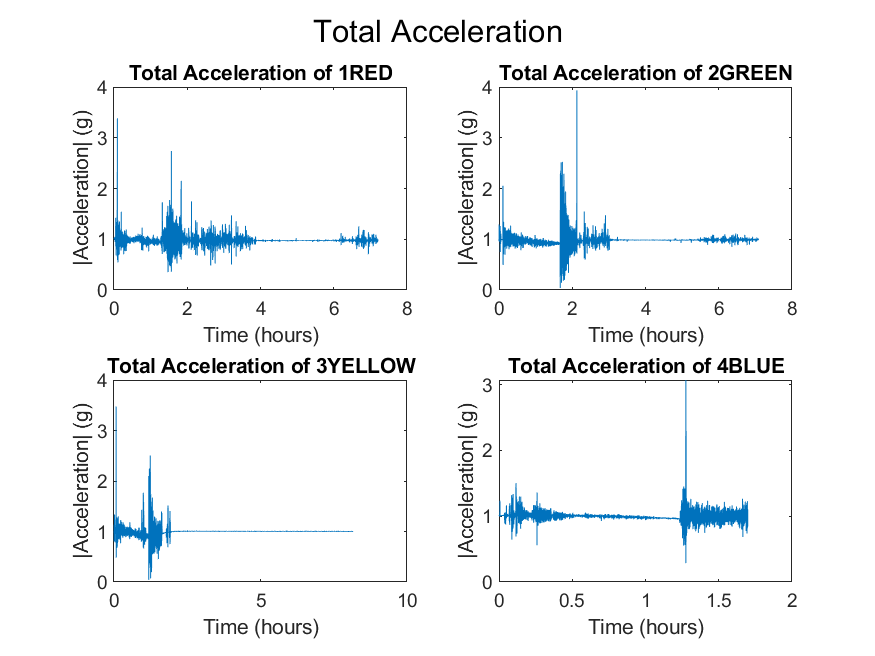 Total Acceleration
Total Acceleration of 1RED
|Acceleration| (g)
4
3
2
1
0
0 2 4 6 8
Time (hours)
Total Acceleration of 2GREEN
|Acceleration| (g)
4
3
2
1
0
0 2 4 6 8
Time (hours)
Total Acceleration of 3YELLOW
|Acceleration| (g)
4
3
2
1
0
0 5 10
Time (hours)
Total Acceleration of 4BLUE
|Acceleration| (g)
3
2
1
0
0 0.5 1 1.5 2
Time (hours)